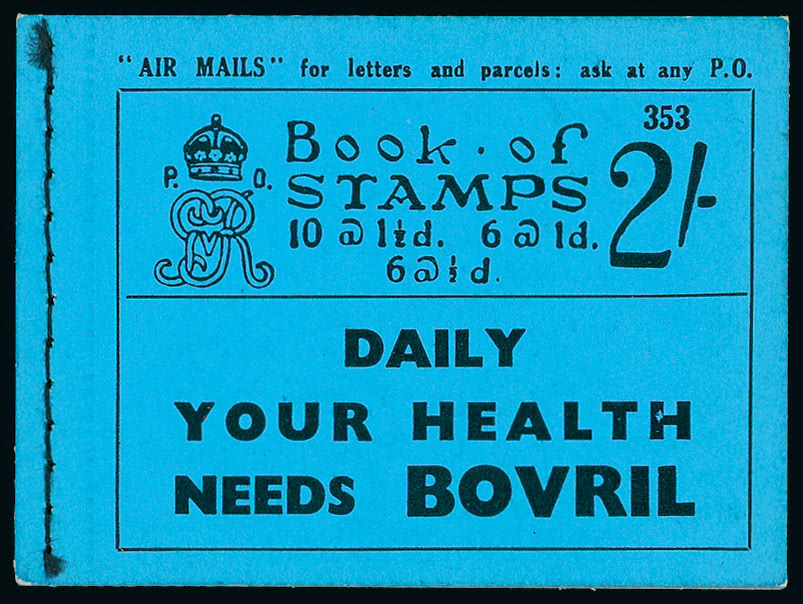 "AIR MAILS" for letters and parcels: ask at any P.O.
353
P. O.
Book · of
STAMPS
2/-
10 @ 1½d. 6 @ 1d.
6 @ ½d.
DAILY
YOUR HEALTH
NEEDS BOVRIL